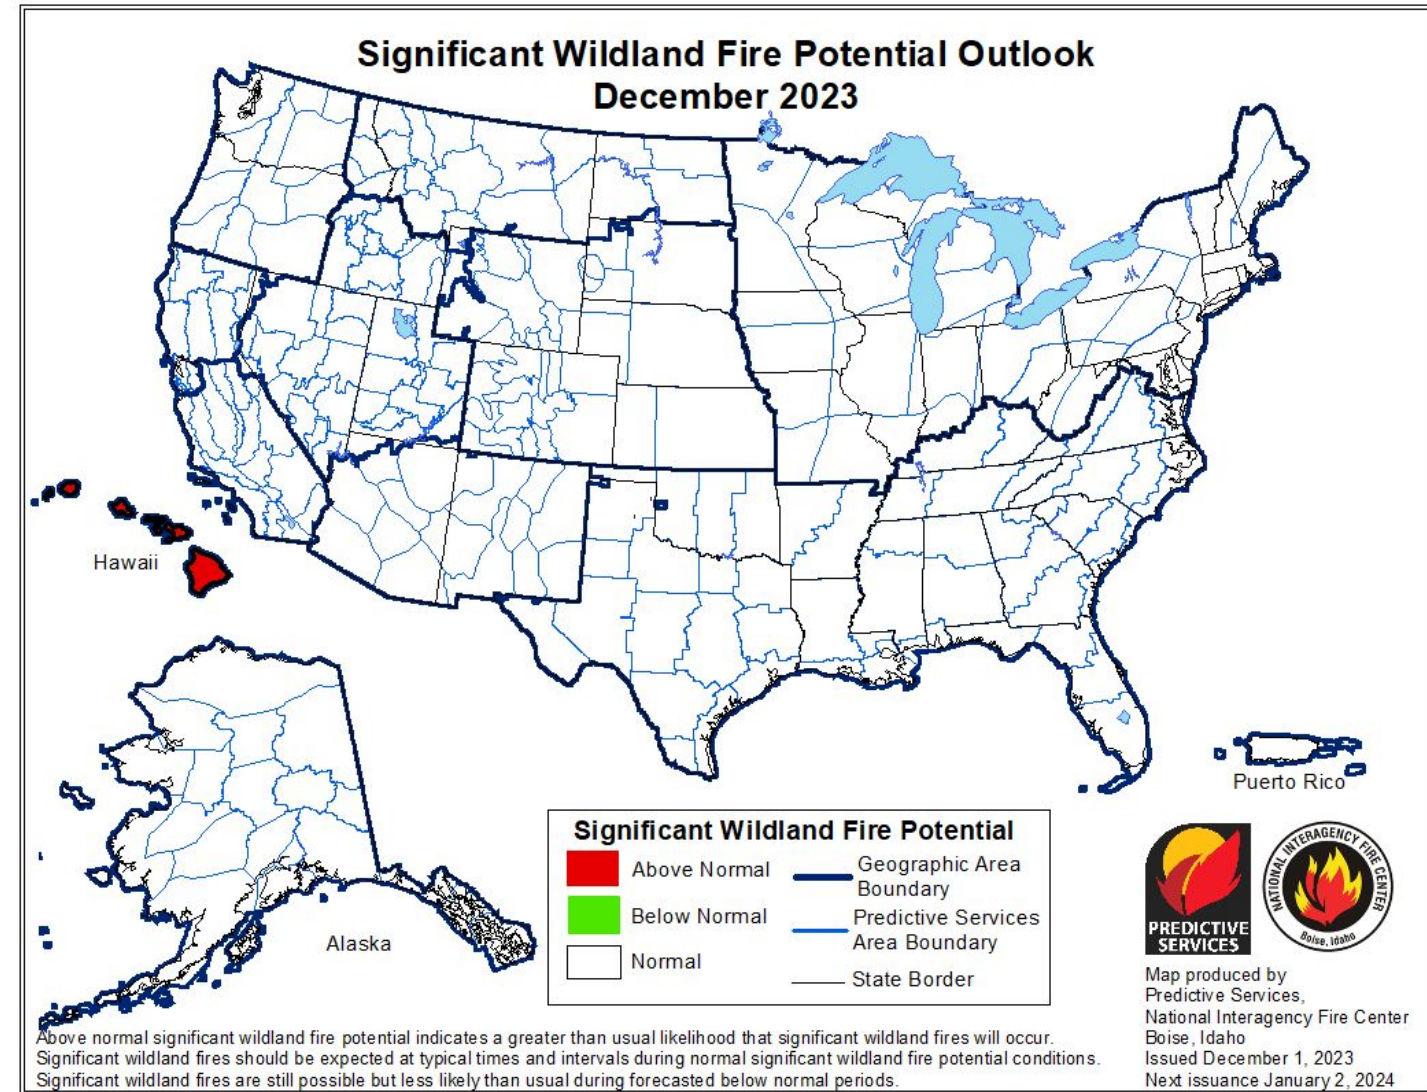 Significant Wildland Fire Potential Outlook
December 2023
Hawaii
Alaska
Puerto Rico
Significant Wildland Fire Potential
Above Normal
Below Normal
Normal
Geographic Area
Boundary
Predictive Services
Area Boundary
State Border
PREDICTIVE
SERVICES
NATIONAL INTERAGENCY FIRE CENTER
Boise, Idaho
Map produced by
Predictive Services,
National Interagency Fire Center
Boise, Idaho
Issued December 1, 2023
Next issuance January 2, 2024
Above normal significant wildland fire potential indicates a greater than usual likelihood that significant wildland fires will occur.
Significant wildland fires should be expected at typical times and intervals during normal significant wildland fire potential conditions.
Significant wildland fires are still possible but less likely than usual during forecasted below normal periods.